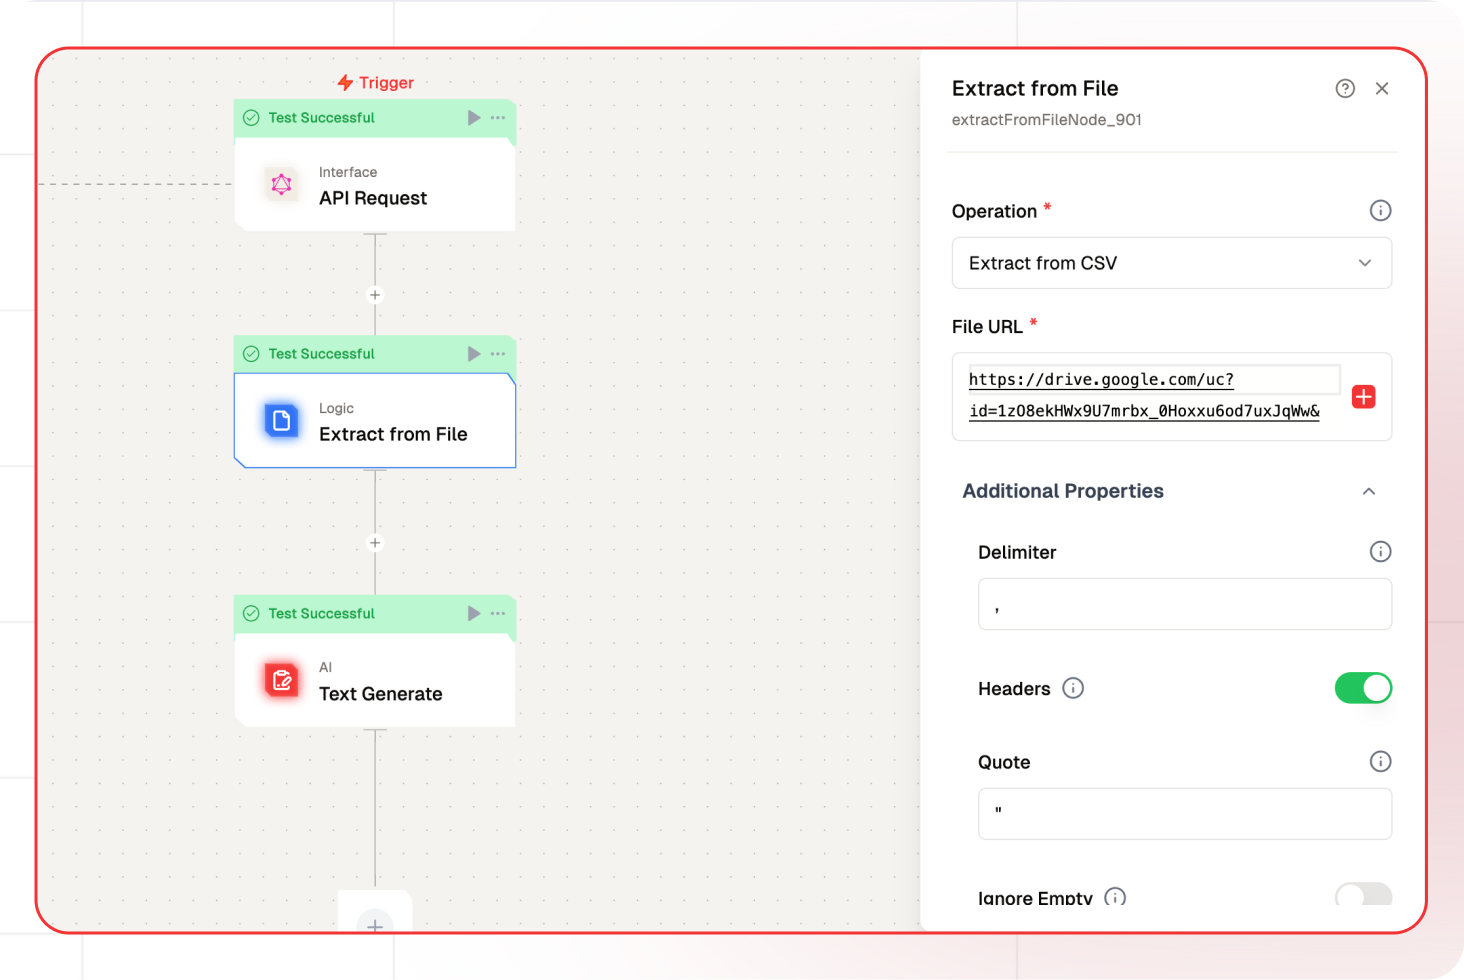 Trigger
Test Successful
Interface
API Request
Test Successful
Logic
Extract from File
Test Successful
AI
Text Generate
Extract from File
extractFromFileNode_901
Operation *
Extract from CSV
File URL *
https://drive.google.com/uc?
id=1zO8ekHWx9U7mrbx_0Hoxxu6od7uxJqWw&
Additional Properties
Delimiter
,
Headers
Quote
"
Ignore Empty